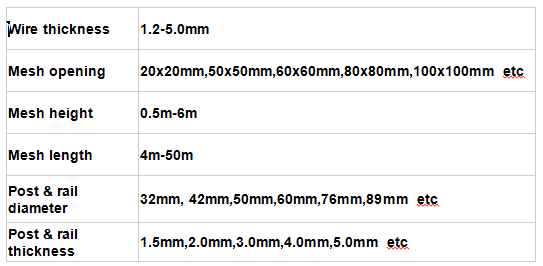 Wire thickness 1.2-5.0mm
Mesh opening 20x20mm,50x50mm,60x60mm,80x80mm,100x100mm etc
Mesh height 0.5m-6m
Mesh length 4m-50m
Post & rail
diameter
32mm, 42mm,50mm,60mm,76mm,89mm etc
Post & rail
thickness
1.5mm,2.0mm,3.0mm,4.0mm,5.0mm etc